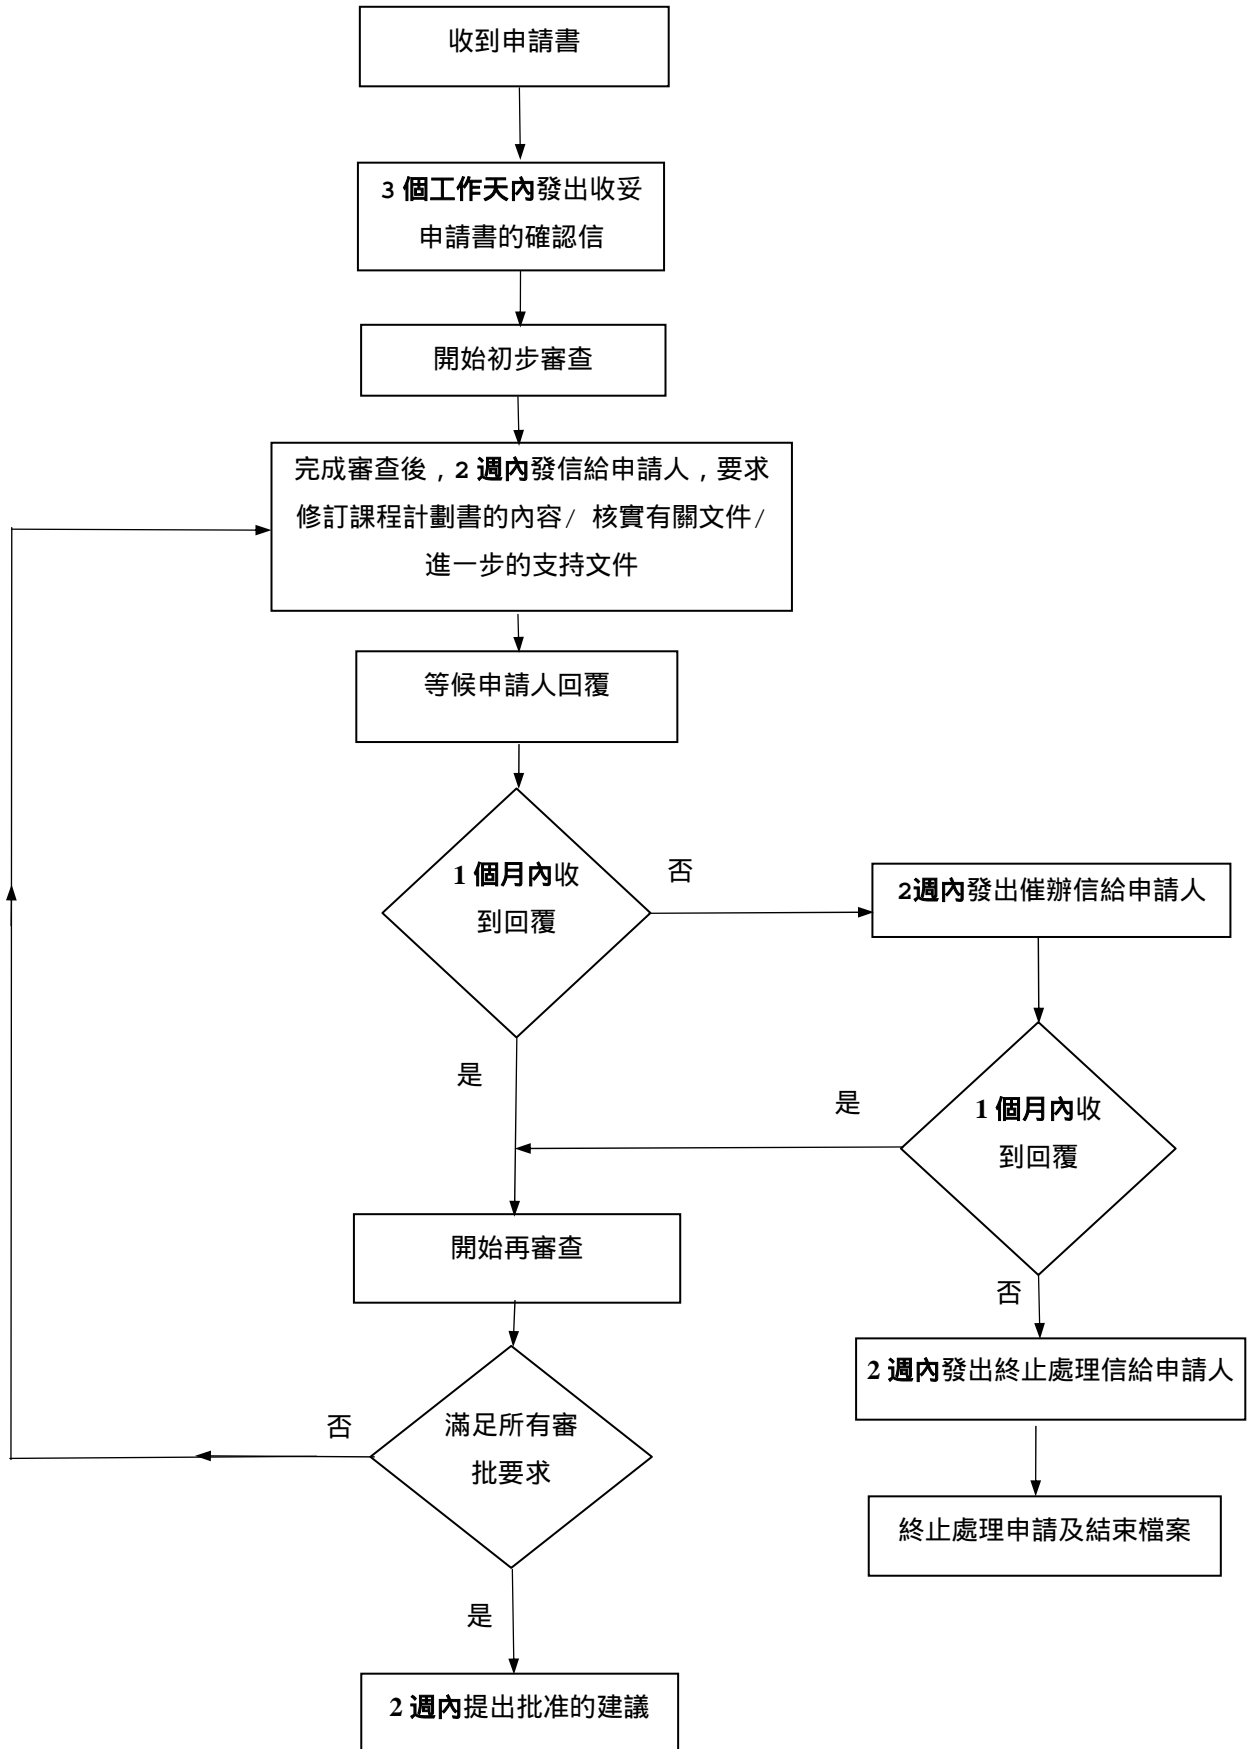 收到申請書
3 個工作天內發出收妥
申請書的確認信
開始初步審查
完成審查後，2 週內發信給申請人，要求
修訂課程計劃書的內容/ 核實有關文件/
進一步的支持文件
等候申請人回覆
1 個月內收
到回覆
否
2週內發出催辦信給申請人
是
是
1 個月內收
到回覆
開始再審查
否
2 週內發出終止處理信給申請人
否
滿足所有審
批要求
終止處理申請及結束檔案
是
2 週內提出批准的建議